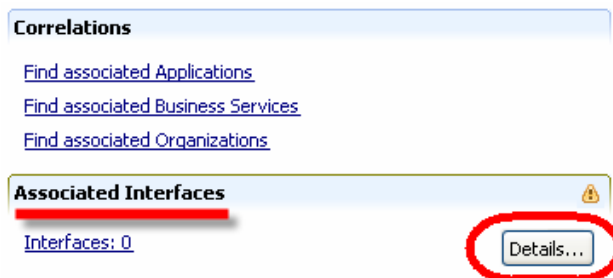 Correlations
Find associated Applications
Find associated Business Services
Find associated Organizations
Associated Interfaces
Interfaces: 0 Details...